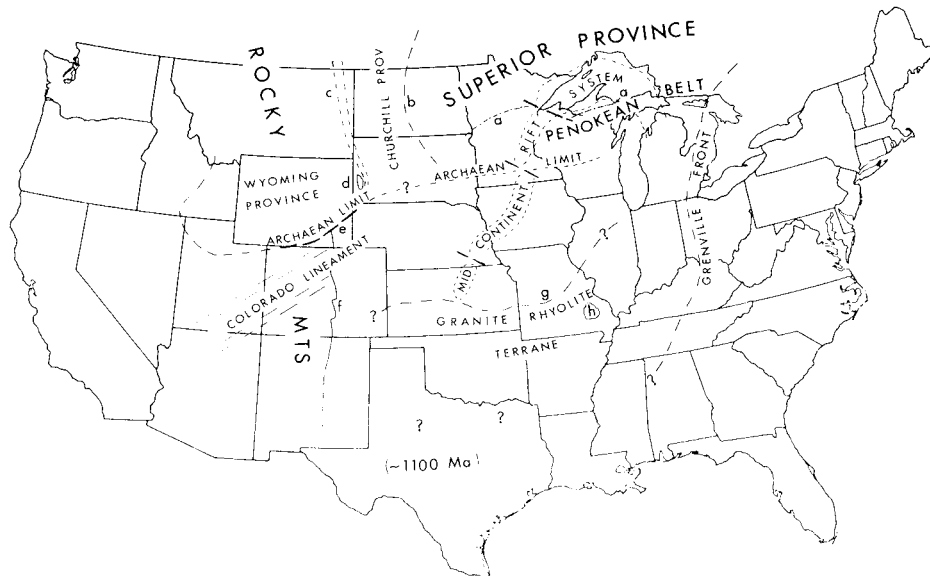 SUPERIOR PROVINCE
ROCKY
MTS
CHURCHILL PROV
c
b
a
SYSTEM
a
PENOKEAN ? BELT
RIFT
WYOMING
PROVINCE
d
?
ARCHAEAN LIMIT
ARCHAEAN LIMIT
e
MID CONTINENT
FRONT
GRENVILLE
COLORADO LINEAMENT
f
?
?
g
h
GRANITE RHYOLITE
TERRANE
?
?
?
(~1100 Ma)